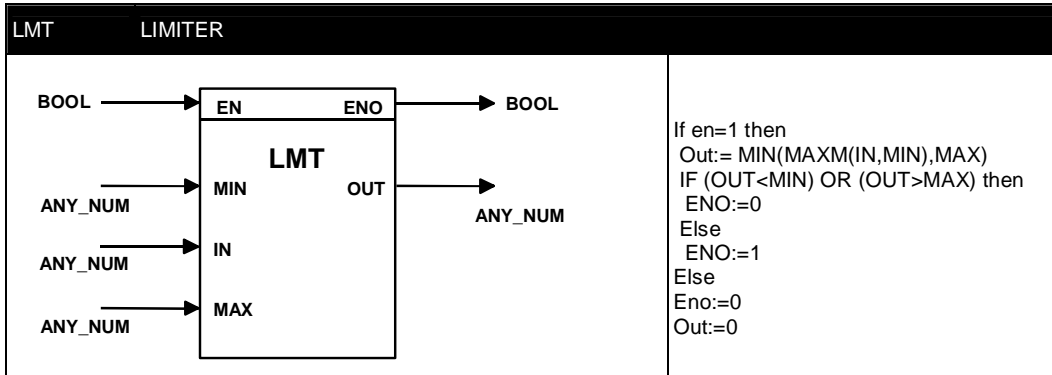 LMT LIMITER
BOOL EN ENO BOOL
LMT
MIN OUT
ANY_NUM ANY_NUM
IN
ANY_NUM
MAX
ANY_NUM
If en=1 then
Out:= MIN(MAXM(IN,MIN),MAX)
IF (OUT<MIN) OR (OUT>MAX) then
ENO:=0
Else
ENO:=1
Else
Eno:=0
Out:=0